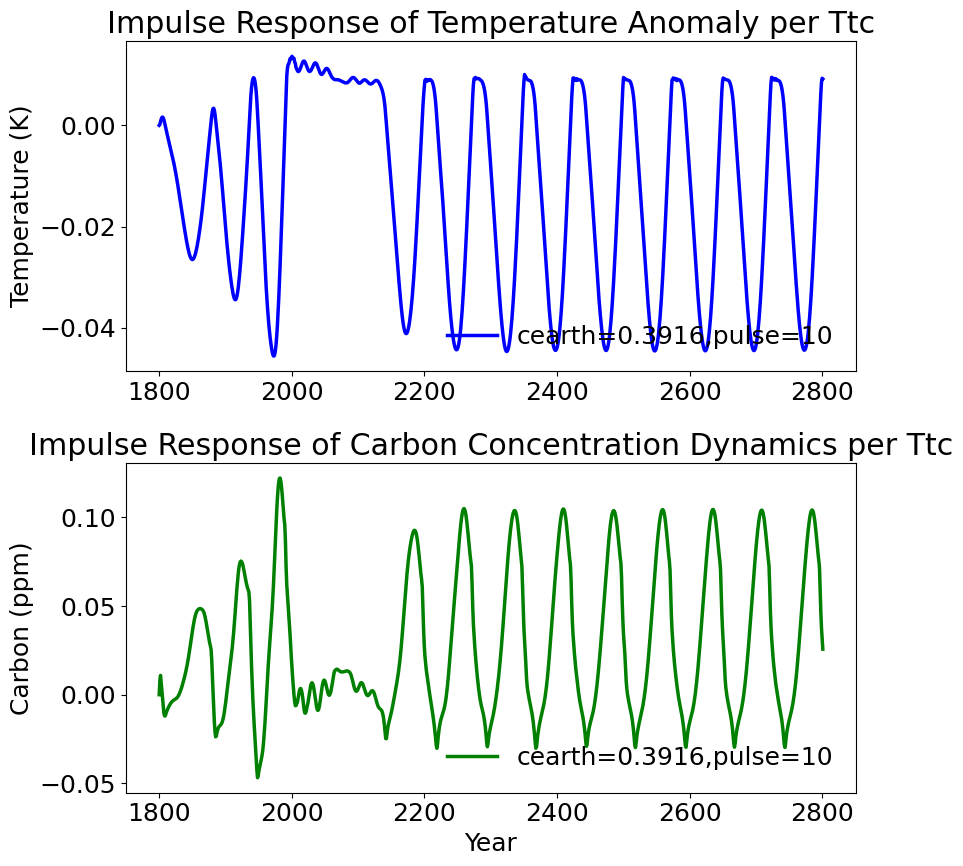 Impulse Response of Temperature Anomaly per Ttc
Temperature (K)
0.00
−0.02
−0.04
cearth=0.3916,pulse=10
1800 2000 2200 2400 2600 2800
Impulse Response of Carbon Concentration Dynamics per Ttc
Carbon (ppm)
0.10
0.05
0.00
−0.05
cearth=0.3916,pulse=10
1800 2000 2200 2400 2600 2800
Year